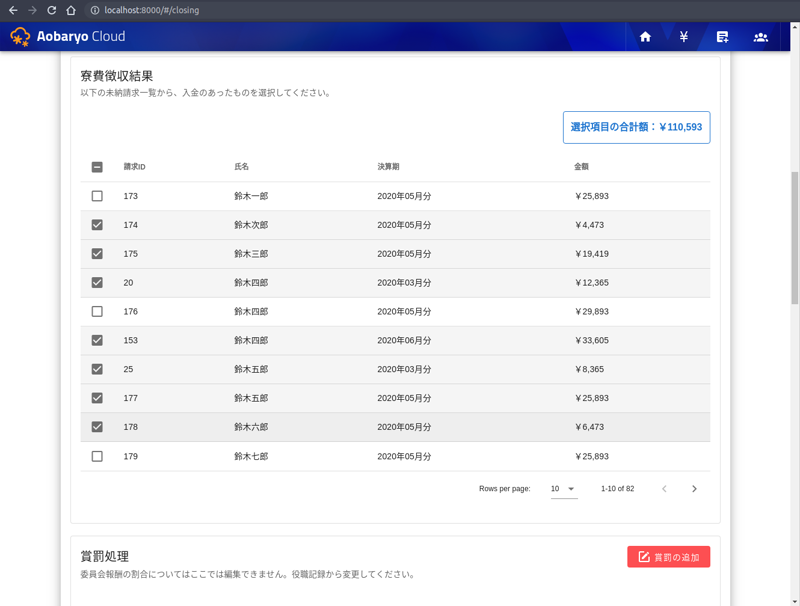 localhost:8000/#/closing
Aobaryo Cloud
¥
寮費徴収結果
以下の未納請求一覧から、入金のあったものを選択してください。
選択項目の合計額：￥110,593
請求ID 氏名 決算期 金額
173 鈴木一郎 2020年05月分 ￥25,893
174 鈴木次郎 2020年05月分 ￥4,473
175 鈴木三郎 2020年05月分 ￥19,419
20 鈴木四郎 2020年03月分 ￥12,365
176 鈴木四郎 2020年05月分 ￥29,893
153 鈴木四郎 2020年06月分 ￥33,605
25 鈴木五郎 2020年03月分 ￥8,365
177 鈴木五郎 2020年05月分 ￥25,893
178 鈴木六郎 2020年05月分 ￥6,473
179 鈴木七郎 2020年05月分 ￥25,893
Rows per page: 10 1-10 of 82
賞罰処理
賞罰の追加
委員会報酬の割合についてはここでは編集できません。役職記録から変更してください。